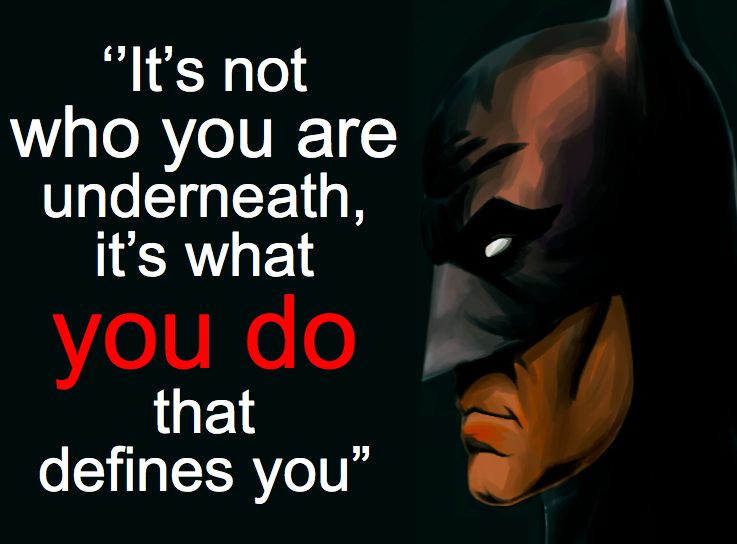 ‘’It’s not
who you are
underneath,
it’s what
you do
that
defines you”